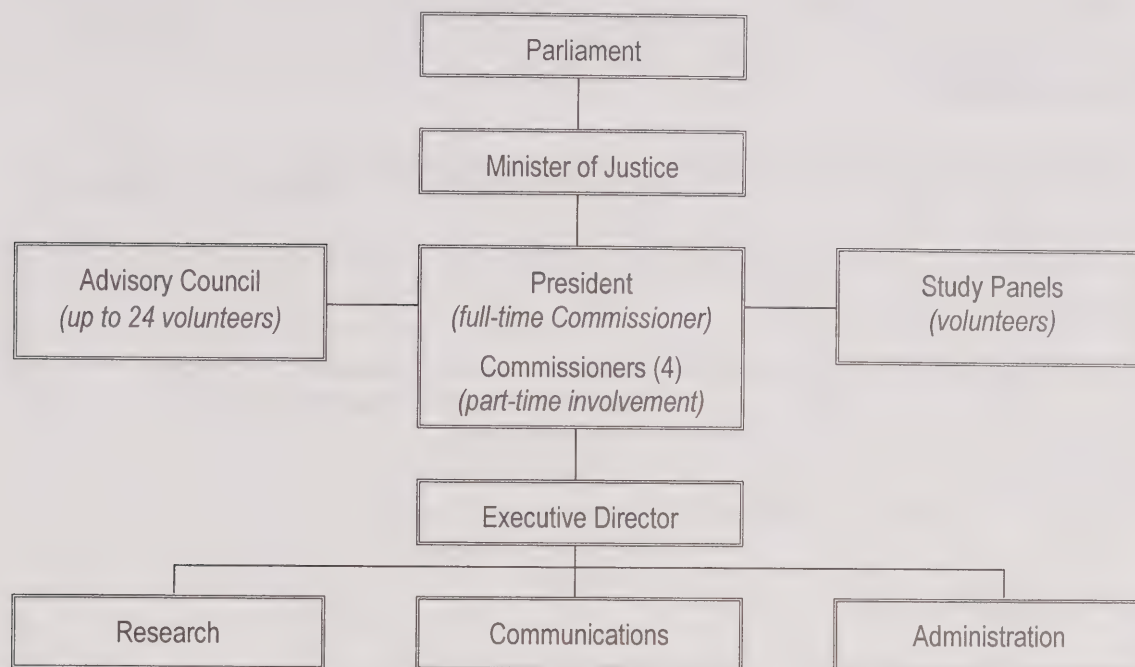 Parliament
Minister of Justice
Advisory Council
(up to 24 volunteers)
President
(full-time Commissioner)
Commissioners (4)
(part-time involvement)
Study Panels
(volunteers)
Executive Director
Research
Communications
Administration